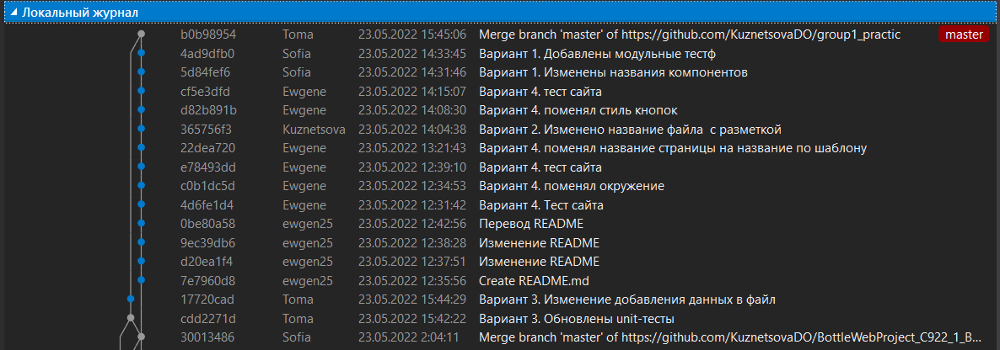 Локальный журнал
b0b98954 Toma 23.05.2022 15:45:06 Merge branch 'master' of https://github.com/KuznetsovaDO/group1_practic master
4ad9dfb0 Sofia 23.05.2022 14:33:45 Вариант 1. Добавлены модульные тестф
5d84fef6 Sofia 23.05.2022 14:31:46 Вариант 1. Изменены названия компонентов
cf5e3dfd Ewgene 23.05.2022 14:15:07 Вариант 4. тест сайта
d82b891b Ewgene 23.05.2022 14:08:30 Вариант 4. поменял стиль кнопок
365756f3 Kuznetsova 23.05.2022 14:04:38 Вариант 2. Изменено название файла  с разметкой
22dea720 Ewgene 23.05.2022 13:21:43 Вариант 4. поменял название страницы на название по шаблону
e78493dd Ewgene 23.05.2022 12:39:10 Вариант 4. тест сайта
c0b1dc5d Ewgene 23.05.2022 12:34:53 Вариант 4. поменял окружение
4d6fe1d4 Ewgene 23.05.2022 12:31:42 Вариант 4. Тест сайта
0be80a58 ewgen25 23.05.2022 12:42:56 Перевод README
9ec39db6 ewgen25 23.05.2022 12:38:28 Изменение README
d20ea1f4 ewgen25 23.05.2022 12:37:51 Изменение README
7e7960d8 ewgen25 23.05.2022 12:35:56 Create README.md
17720cad Toma 23.05.2022 15:44:29 Вариант 3. Изменение добавления данных в файл
cdd2271d Toma 23.05.2022 15:42:22 Вариант 3. Обновлены unit-тесты
30013486 Sofia 23.05.2022 2:04:11 Merge branch 'master' of https://github.com/KuznetsovaDO/BottleWebProject_C922_1_B...